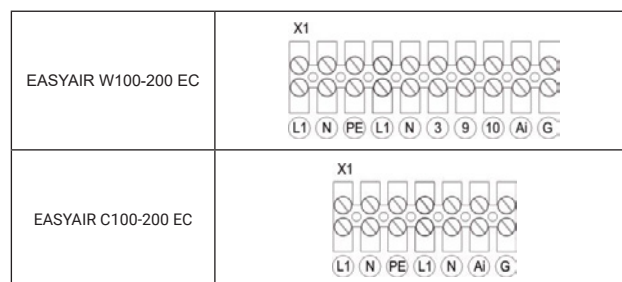 EASYAIR W100-200 EC
X1
L1 N PE L1 N 3 9 10 Ai G
EASYAIR C100-200 EC
X1
L1 N PE L1 N Ai G